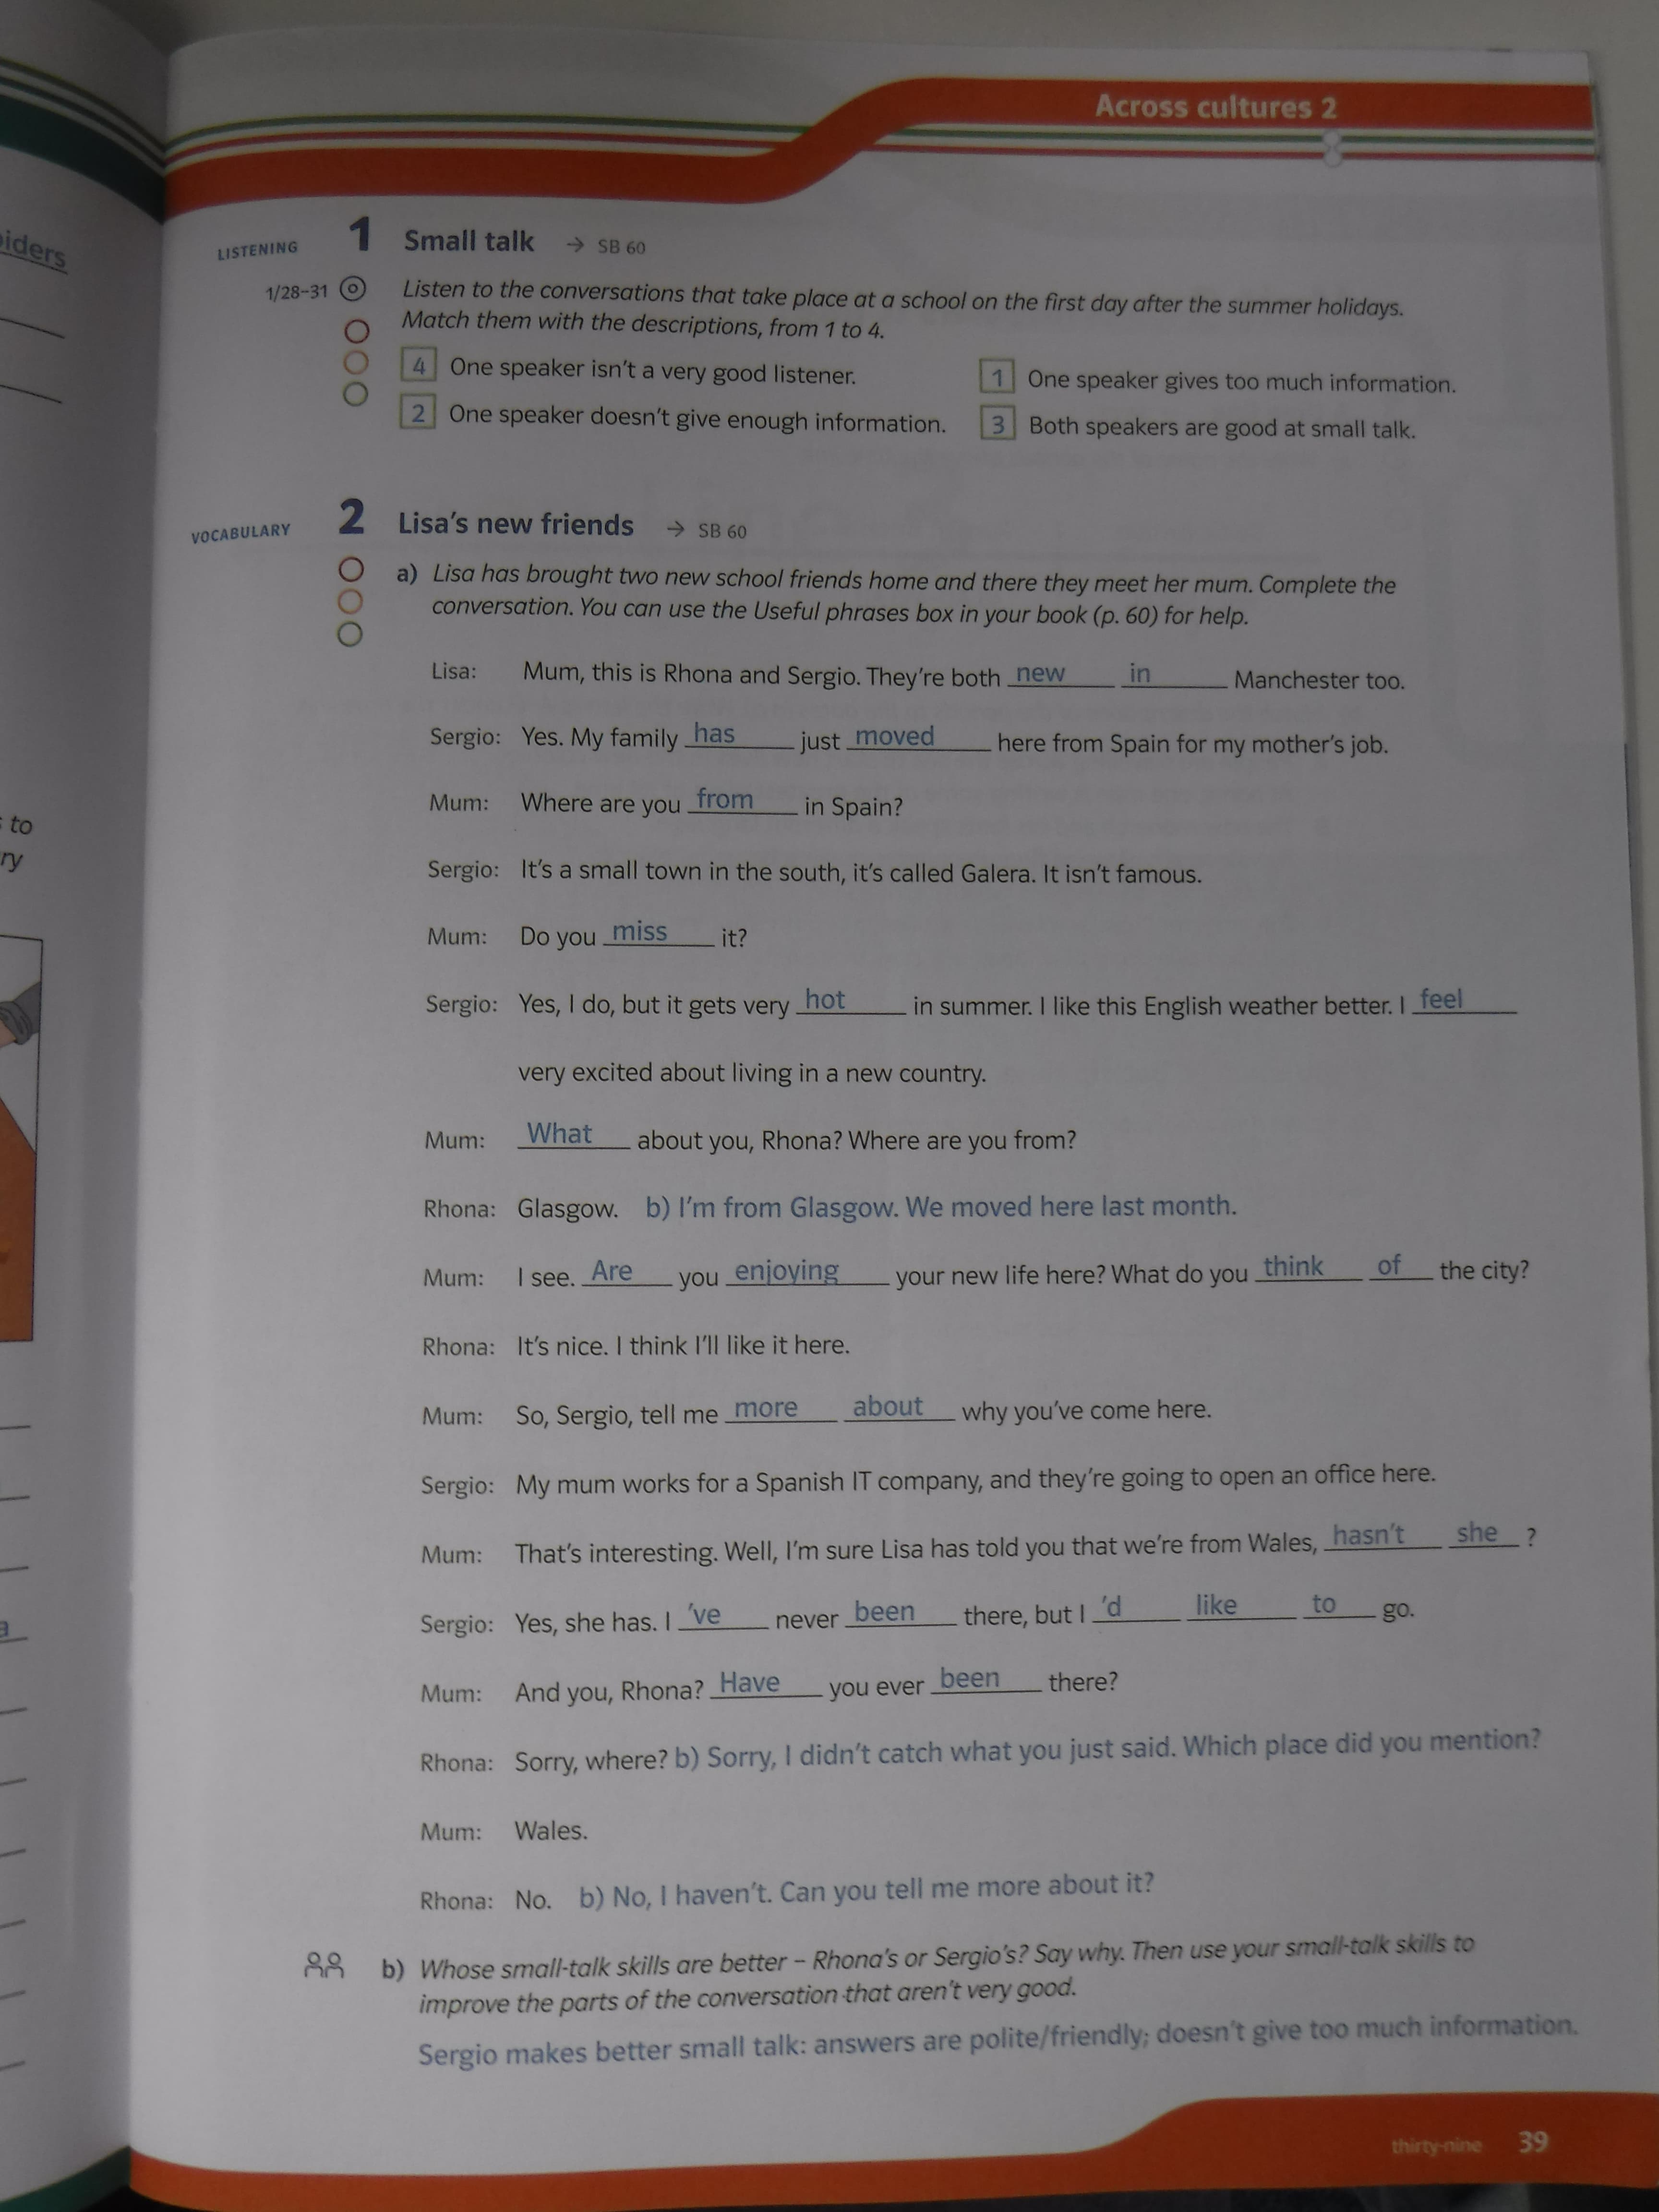 Across cultures 2
LISTENING 1 Small talk → SB 60
1/28–31 Listen to the conversations that take place at a school on the first day after the summer holidays.
Match them with the descriptions, from 1 to 4.
4 One speaker isn't a very good listener. 1 One speaker gives too much information.
2 One speaker doesn't give enough information. 3 Both speakers are good at small talk.
VOCABULARY 2 Lisa's new friends → SB 60
a) Lisa has brought two new school friends home and there they meet her mum. Complete the
conversation. You can use the Useful phrases box in your book (p. 60) for help.
Lisa: Mum, this is Rhona and Sergio. They're both new in Manchester too.
Sergio: Yes. My family has just moved here from Spain for my mother's job.
Mum: Where are you from in Spain?
Sergio: It's a small town in the south, it's called Galera. It isn't famous.
Mum: Do you miss it?
Sergio: Yes, I do, but it gets very hot in summer. I like this English weather better. I feel
very excited about living in a new country.
Mum: What about you, Rhona? Where are you from?
Rhona: Glasgow. b) I'm from Glasgow. We moved here last month.
Mum: I see. Are you enjoying your new life here? What do you think of the city?
Rhona: It's nice. I think I'll like it here.
Mum: So, Sergio, tell me more about why you've come here.
Sergio: My mum works for a Spanish IT company, and they're going to open an office here.
Mum: That's interesting. Well, I'm sure Lisa has told you that we're from Wales, hasn't she ?
Sergio: Yes, she has. I 've never been there, but I 'd like to go.
Mum: And you, Rhona? Have you ever been there?
Rhona: Sorry, where? b) Sorry, I didn't catch what you just said. Which place did you mention?
Mum: Wales.
Rhona: No. b) No, I haven't. Can you tell me more about it?
b) Whose small-talk skills are better – Rhona's or Sergio's? Say why. Then use your small-talk skills to
improve the parts of the conversation that aren't very good.
Sergio makes better small talk: answers are polite/friendly; doesn't give too much information.
thirty-nine 39
to
ry